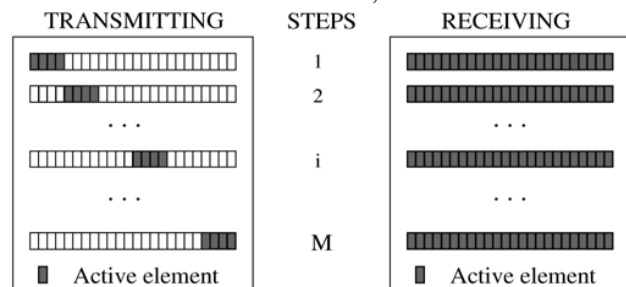 TRANSMITTING STEPS RECEIVING
1
2
. . . . . .
i
. . . . . .
M
Active element Active element